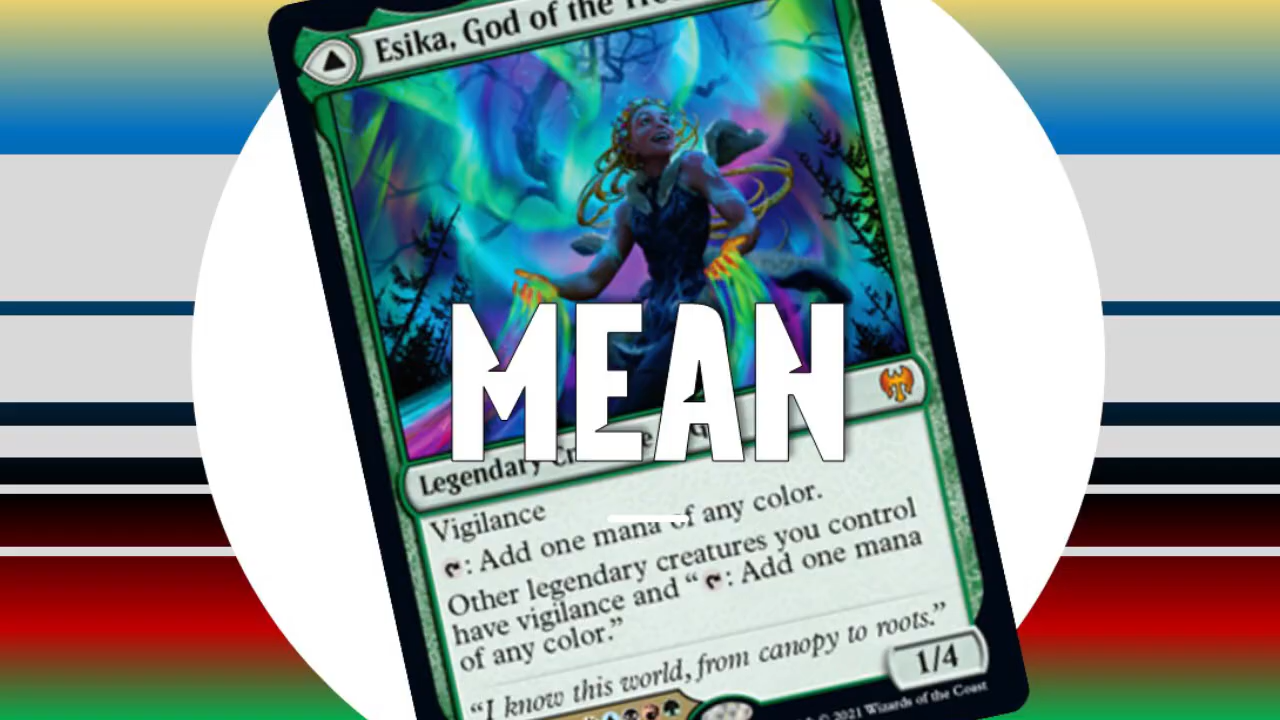 Esika, God of the Tree
MEAN
Legendary Cr
Vigilance
: Add one mana of any color.
Other legendary creatures you control
have vigilance and “ : Add one mana
of any color.”
“I know this world, from canopy to roots.”
1/4
© 2021 Wizards of the Coast